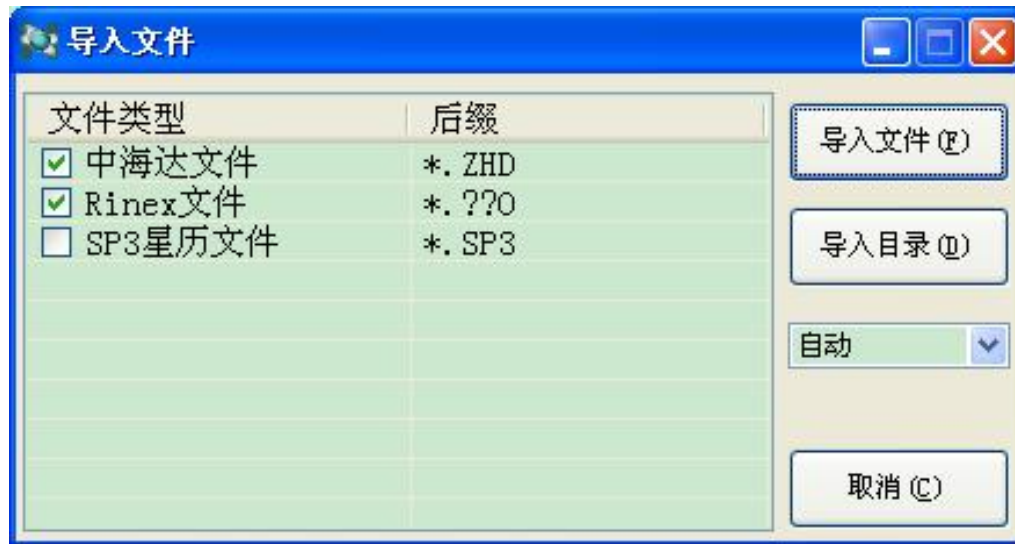 导入文件
文件类型 后缀
中海达文件 *.ZHD
Rinex文件 *.??O
SP3星历文件 *.SP3
导入文件(F)
导入目录(D)
自动
取消(C)